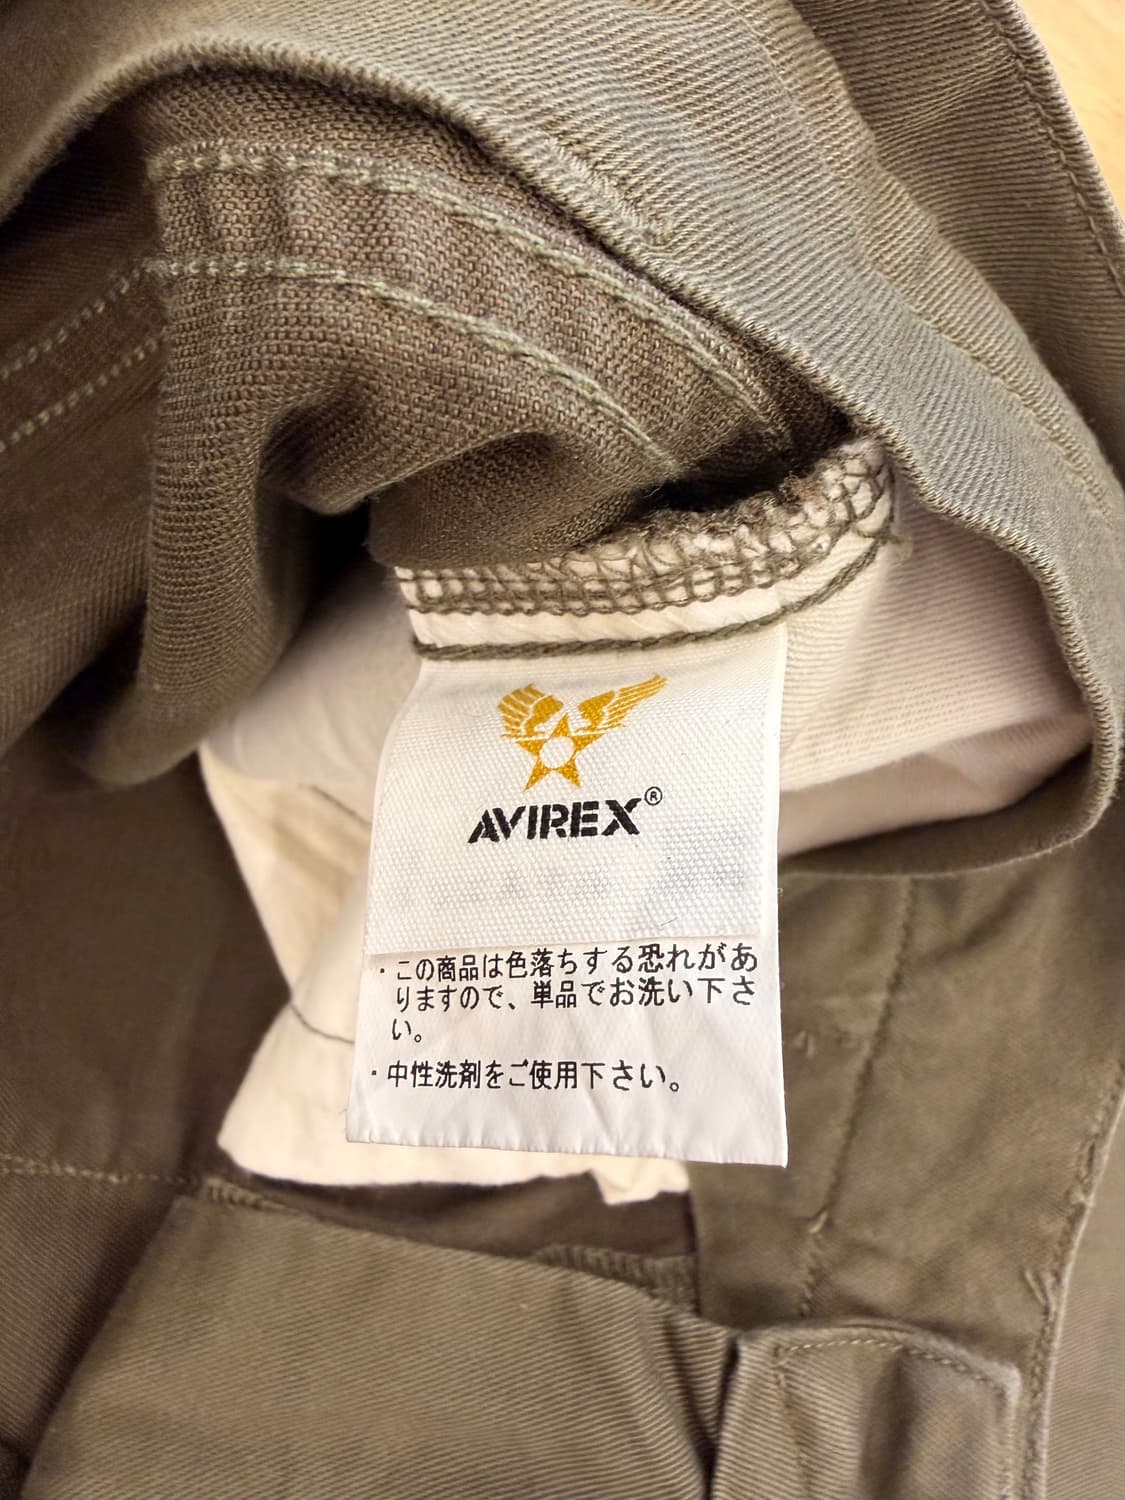 AVIREX®
・この商品は色落ちする恐れがあ
りますので、単品でお洗い下さ
い。
・中性洗剤をご使用下さい。